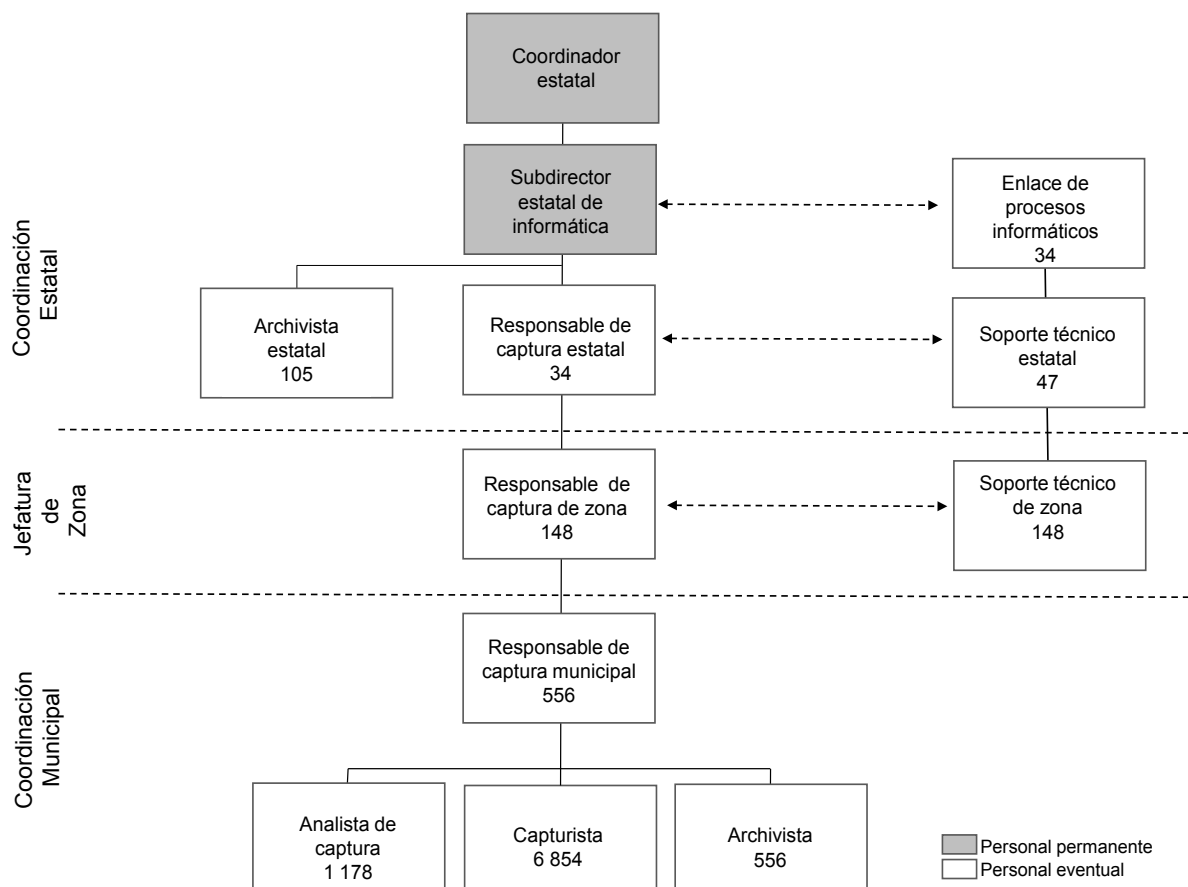 Coordinador
estatal
Subdirector
estatal de
informática
Enlace de
procesos
informáticos
34
Coordinación
Estatal
Archivista
estatal
105
Responsable de
captura estatal
34
Soporte técnico
estatal
47
Jefatura
de
Zona
Responsable de
captura de zona
148
Soporte técnico
de zona
148
Coordinación
Municipal
Responsable de
captura municipal
556
Analista de
captura
1 178
Capturista
6 854
Archivista
556
Personal permanente
Personal eventual